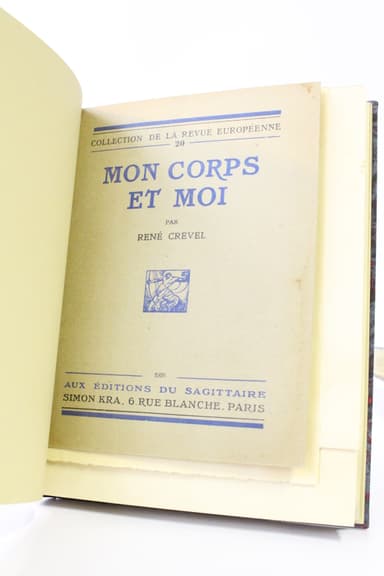 COLLECTION DE LA REVUE EUROPÉENNE
20
MON CORPS
ET MOI
PAR
RENÉ CREVEL
AUX ÉDITIONS DU SAGITTAIRE
SIMON KRA, 6 RUE BLANCHE, PARIS